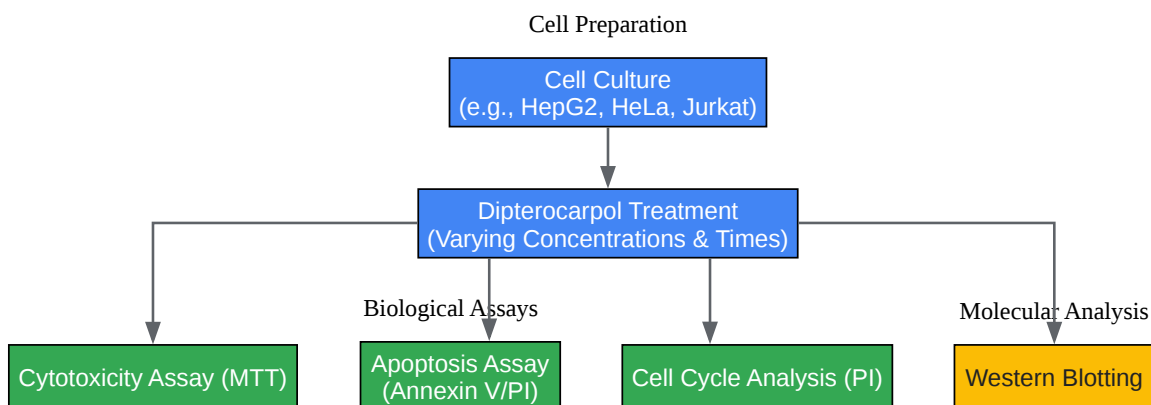 Cell Preparation
Cell Culture
(e.g., HepG2, HeLa, Jurkat)
Dipterocarpol Treatment
(Varying Concentrations & Times)
Biological Assays
Molecular Analysis
Cytotoxicity Assay (MTT)
Apoptosis Assay
(Annexin V/PI)
Cell Cycle Analysis (PI)
Western Blotting